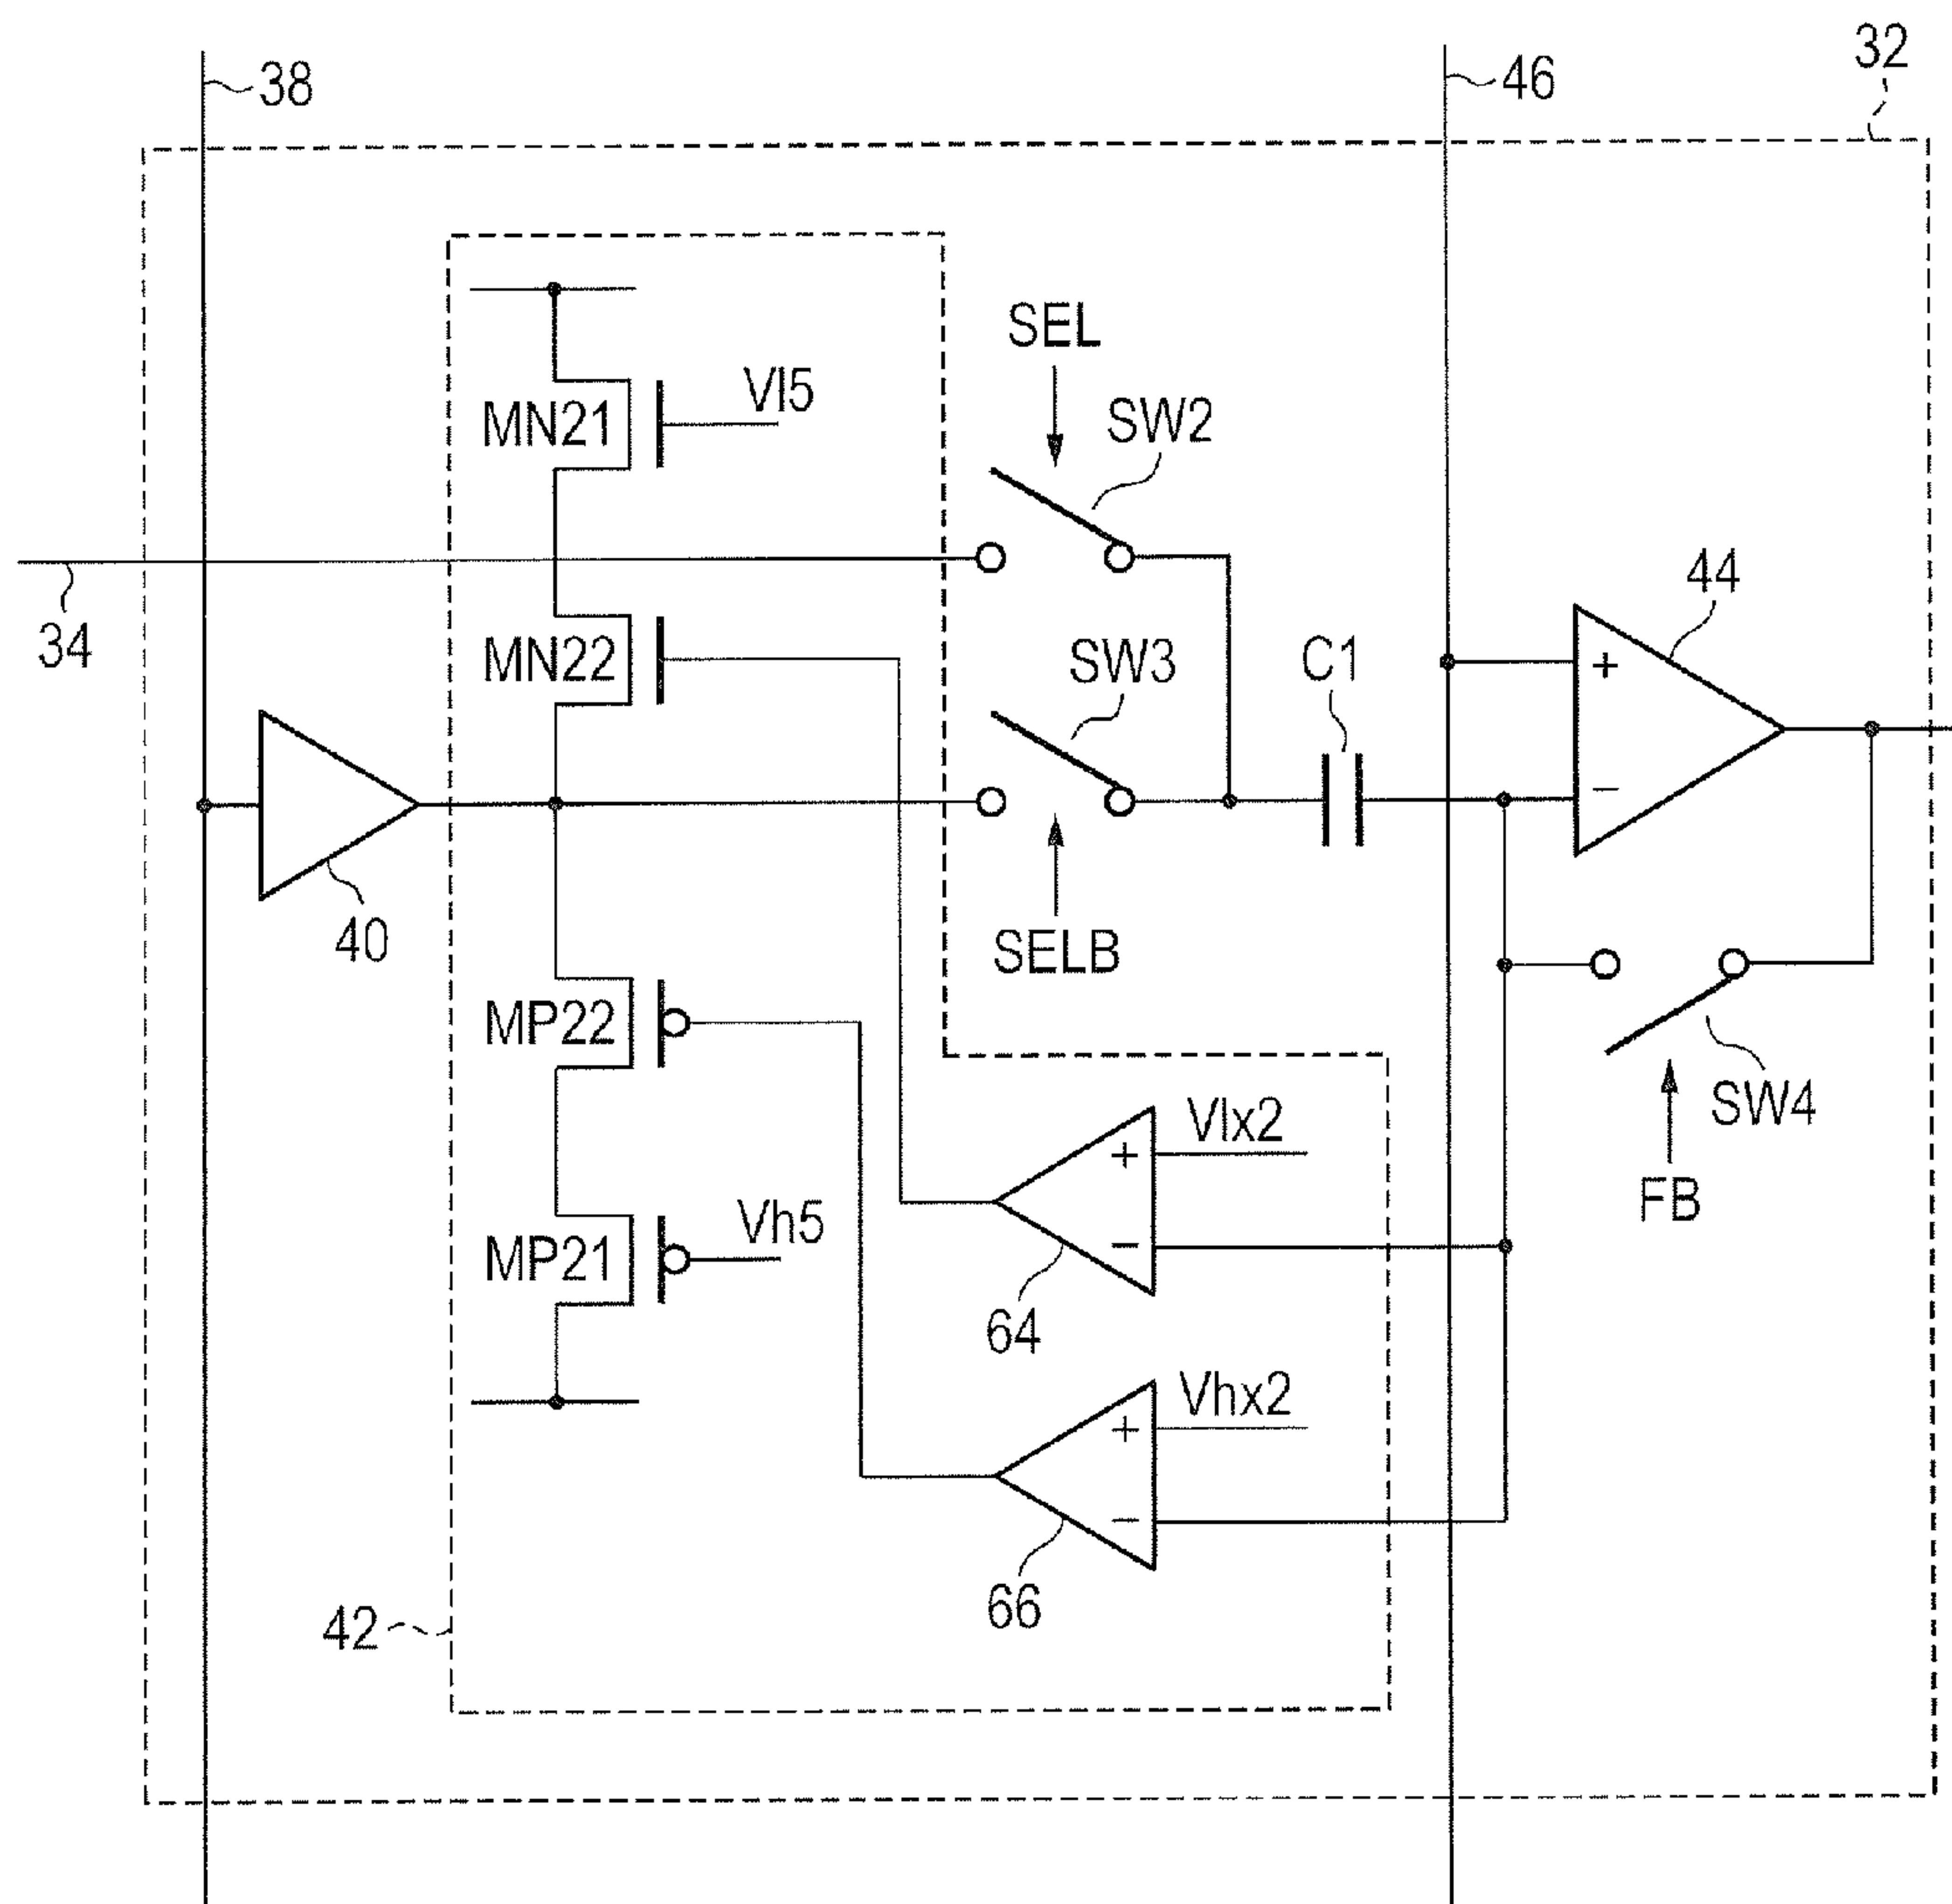 32
38
46
SEL
MN21
Vl5
SW2
34
MN22
SW3
C1
44
+
−
40
SELB
MP22
Vlx2
+
SW4
MP21
Vh5
−
FB
64
Vhx2
+
−
66
42